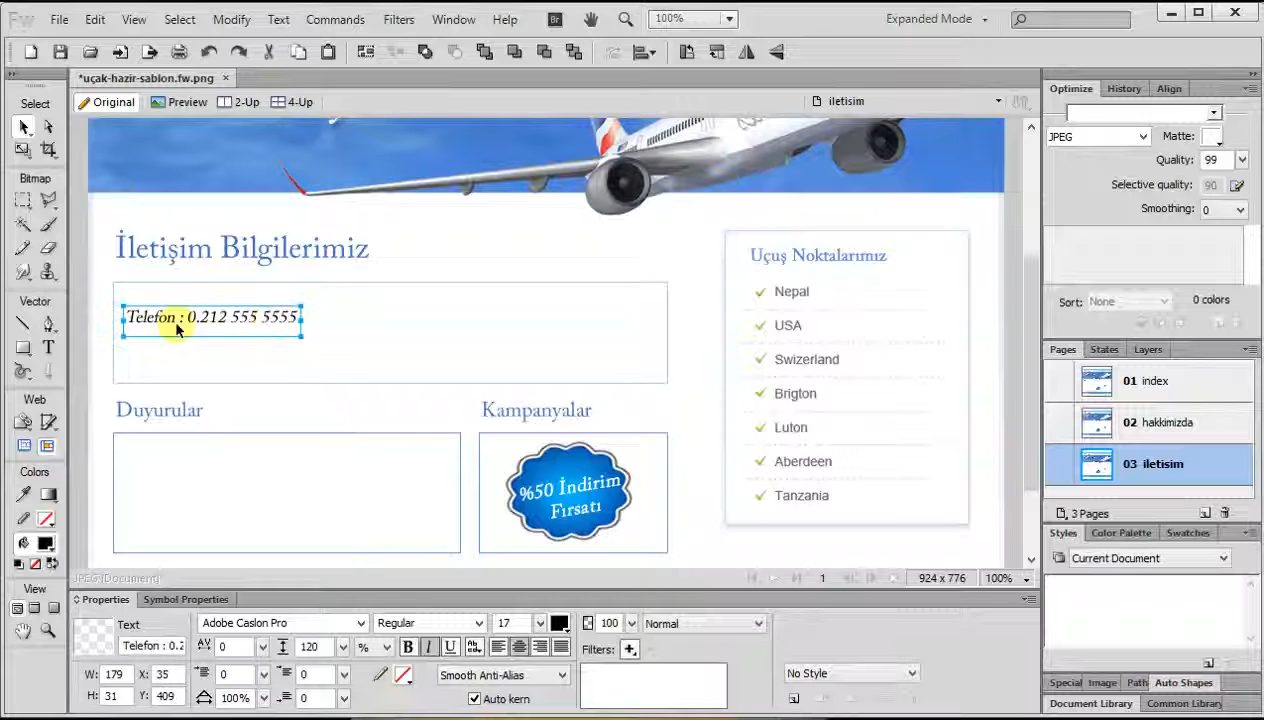 Fw File Edit View Select Modify Text Commands Filters Window Help Br 100% Expanded Mode
*uçak-hazir-sablon.fw.png ×
Original Preview 2-Up 4-Up iletisim
Select
Bitmap
Vector
Web
Colors
View
İletişim Bilgilerimiz
Telefon : 0.212 555 5555
Duyurular
Kampanyalar
%50 İndirim
Fırsatı
Uçuş Noktalarımız
Nepal
USA
Swizerland
Brigton
Luton
Aberdeen
Tanzania
JPEG (Document) 1 924 x 776 100%
Properties Symbol Properties
Text Adobe Caslon Pro Regular 17 100 Normal
Telefon : 0.2 0 120 % B I U Filters:
W: 179 X: 35 0 0 Smooth Anti-Alias No Style
H: 31 Y: 409 100% 0 Auto kern
Optimize History Align
JPEG Matte:
Quality: 99
Selective quality: 90
Smoothing: 0
Sort: None 0 colors
Pages States Layers
01 index
02 hakkimizda
03 iletisim
3 Pages
Styles Color Palette Swatches
Current Document
Special Image Path Auto Shapes
Document Library Common Library